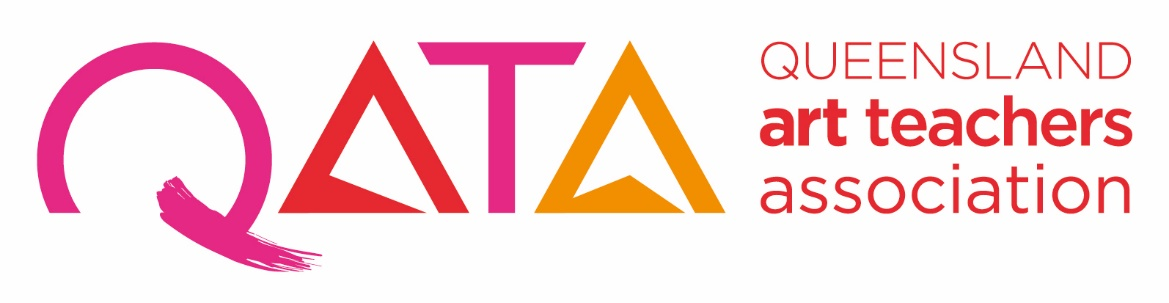 QATA
QUEENSLAND
art teachers
association